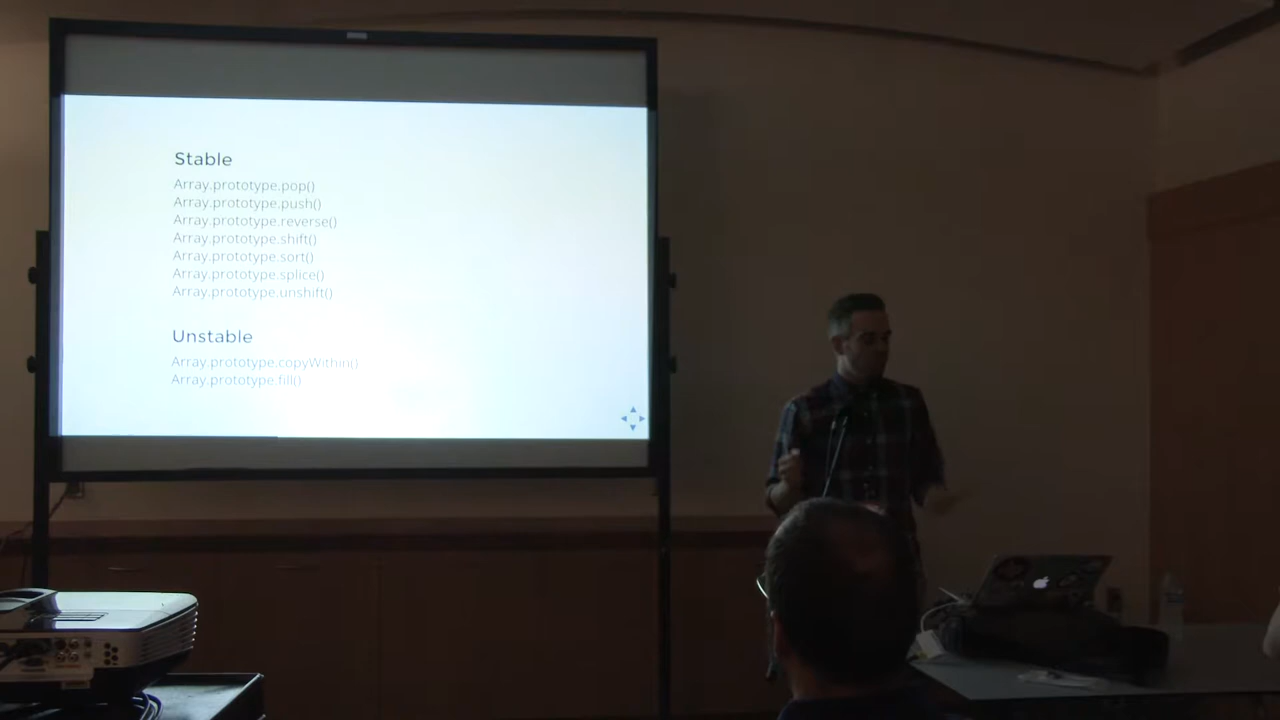 Stable
Array.prototype.pop()
Array.prototype.push()
Array.prototype.reverse()
Array.prototype.shift()
Array.prototype.sort()
Array.prototype.splice()
Array.prototype.unshift()
Unstable
Array.prototype.copyWithin()
Array.prototype.fill()